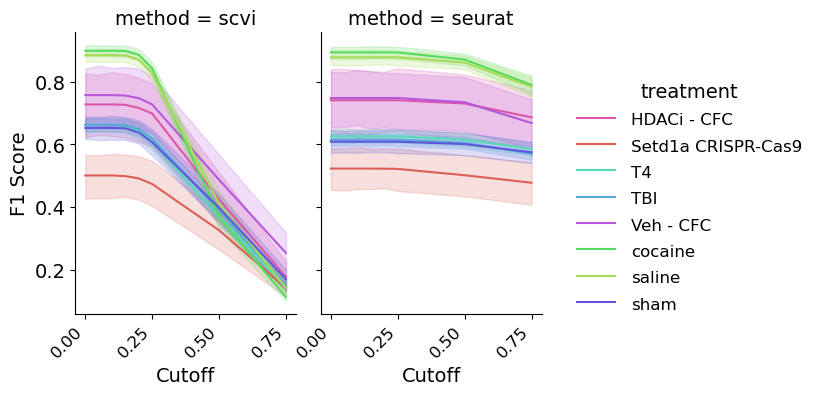 method = scvi
method = seurat
F1 Score
0.8
0.6
0.4
0.2
0.00
0.25
0.50
0.75
Cutoff
0.00
0.25
0.50
0.75
Cutoff
treatment
HDACi - CFC
Setd1a CRISPR-Cas9
T4
TBI
Veh - CFC
cocaine
saline
sham